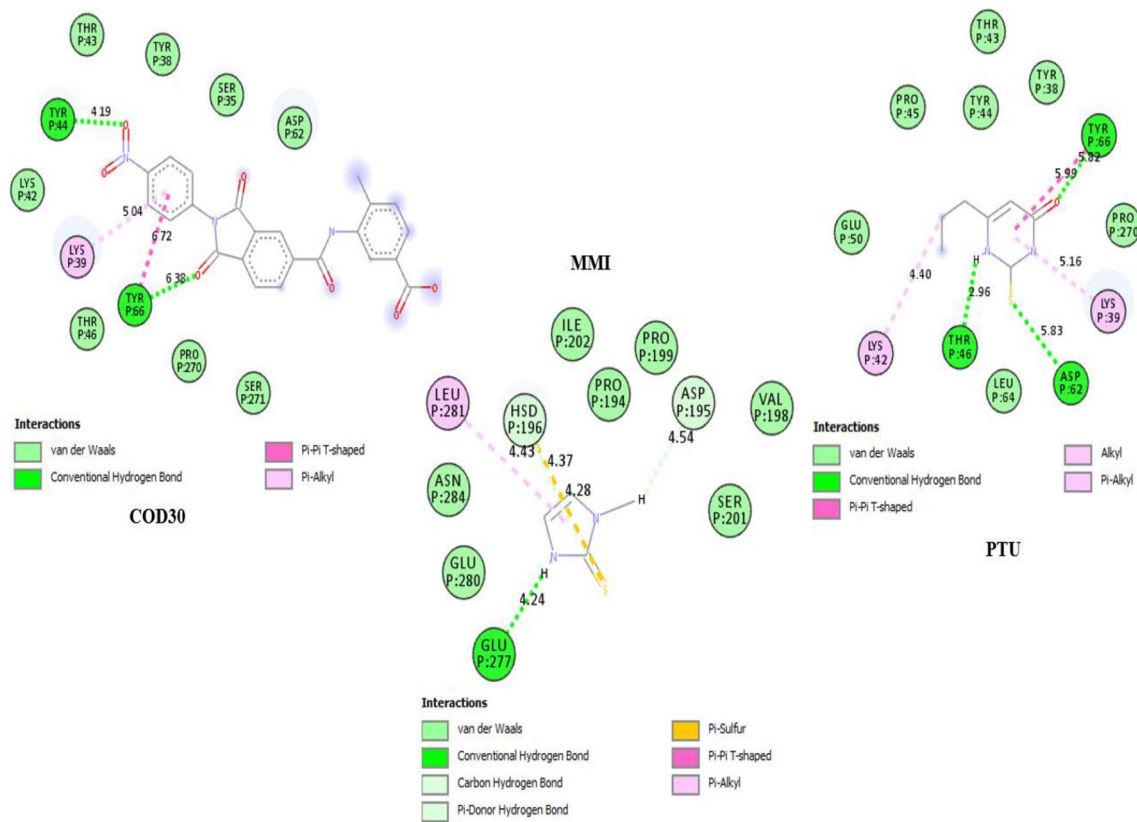 THR
P:43
TYR
P:38
SER
P:35
ASP
P:62
TYR
P:44
4.19
O
N
O
LYS
P:42
5.04
LYS
P:39
6.72
O
N
O
N
O
O
O
TYR
P:66
6.38
THR
P:46
PRO
P:270
SER
P:271
Interactions
van der Waals
Conventional Hydrogen Bond
Pi-Pi T-shaped
Pi-Alkyl
COD30
MMI
ILE
P:202
PRO
P:199
LEU
P:281
HSD
P:196
PRO
P:194
ASP
P:195
VAL
P:198
4.43
4.37
4.54
4.28
ASN
P:284
H
N
SER
P:201
GLU
P:280
N
H
S
4.24
GLU
P:277
Interactions
van der Waals
Conventional Hydrogen Bond
Carbon Hydrogen Bond
Pi-Donor Hydrogen Bond
Pi-Sulfur
Pi-Pi T-shaped
Pi-Alkyl
THR
P:43
TYR
P:38
PRO
P:45
TYR
P:44
TYR
P:66
5.82
5.99
O
GLU
P:50
PRO
P:270
H
N
N
4.40
5.16
2.96
S
LYS
P:39
5.83
LYS
P:42
THR
P:46
LEU
P:64
ASP
P:62
Interactions
van der Waals
Conventional Hydrogen Bond
Pi-Pi T-shaped
Alkyl
Pi-Alkyl
PTU